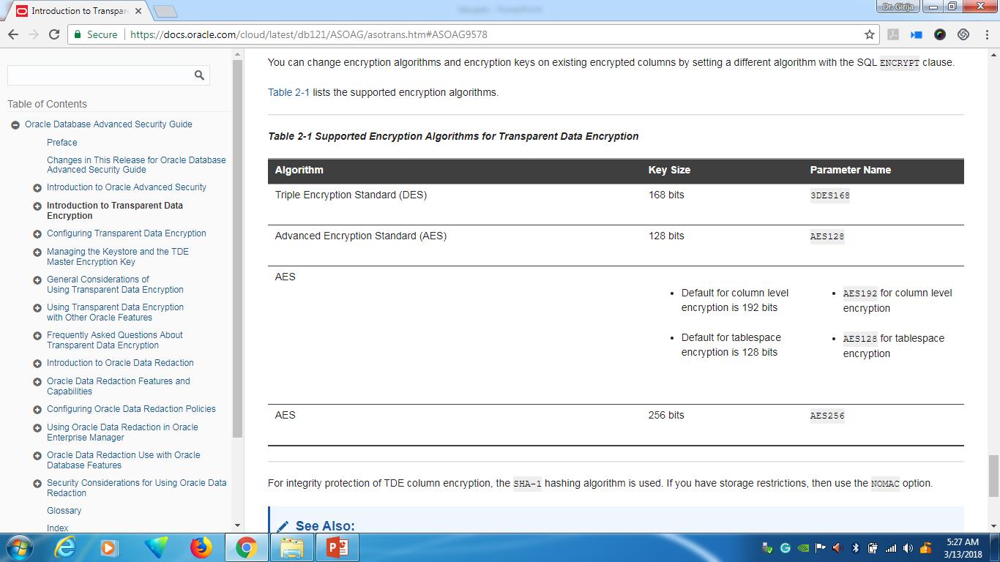 Introduction to Transpar
Dr. Girija
Secure
https://docs.oracle.com/cloud/latest/db121/ASOAG/asotrans.htm#ASOAG9578
Table of Contents
Oracle Database Advanced Security Guide
Preface
Changes in This Release for Oracle Database
Advanced Security Guide
Introduction to Oracle Advanced Security
Introduction to Transparent Data
Encryption
Configuring Transparent Data Encryption
Managing the Keystore and the TDE
Master Encryption Key
General Considerations of
Using Transparent Data Encryption
Using Transparent Data Encryption
with Other Oracle Features
Frequently Asked Questions About
Transparent Data Encryption
Introduction to Oracle Data Redaction
Oracle Data Redaction Features and
Capabilities
Configuring Oracle Data Redaction Policies
Using Oracle Data Redaction in Oracle
Enterprise Manager
Oracle Data Redaction Use with Oracle
Database Features
Security Considerations for Using Oracle Data
Redaction
Glossary
Index
You can change encryption algorithms and encryption keys on existing encrypted columns by setting a different algorithm with the SQL ENCRYPT clause.
Table 2-1 lists the supported encryption algorithms.
Table 2-1 Supported Encryption Algorithms for Transparent Data Encryption
Algorithm Key Size Parameter Name
Triple Encryption Standard (DES) 168 bits 3DES168
Advanced Encryption Standard (AES) 128 bits AES128
AES
• Default for column level • AES192 for column level
encryption is 192 bits encryption
• Default for tablespace • AES128 for tablespace
encryption is 128 bits encryption
AES 256 bits AES256
For integrity protection of TDE column encryption, the SHA-1 hashing algorithm is used. If you have storage restrictions, then use the NOMAC option.
See Also:
5:27 AM
3/13/2018